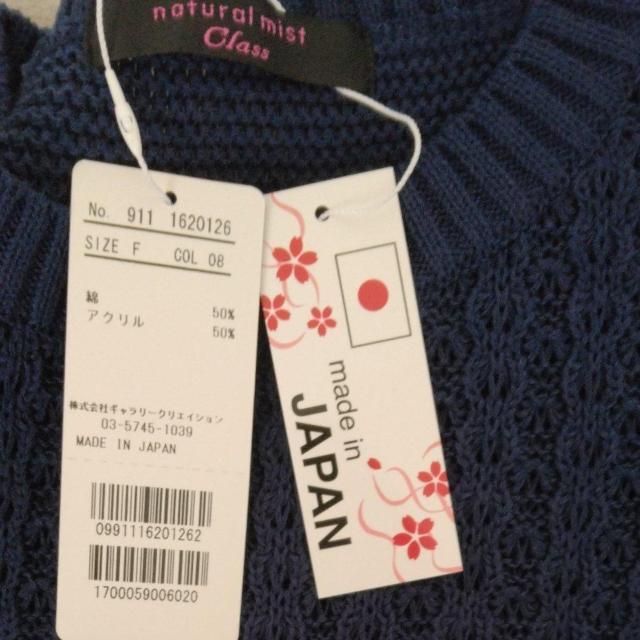 natural mist
Class
No. 911 1620126
SIZE F COL 08
綿 50%
アクリル 50%
株式会社ギャラリークリエイション
03-5745-1039
MADE IN JAPAN
0991116201262
1700059006020
made in
JAPAN